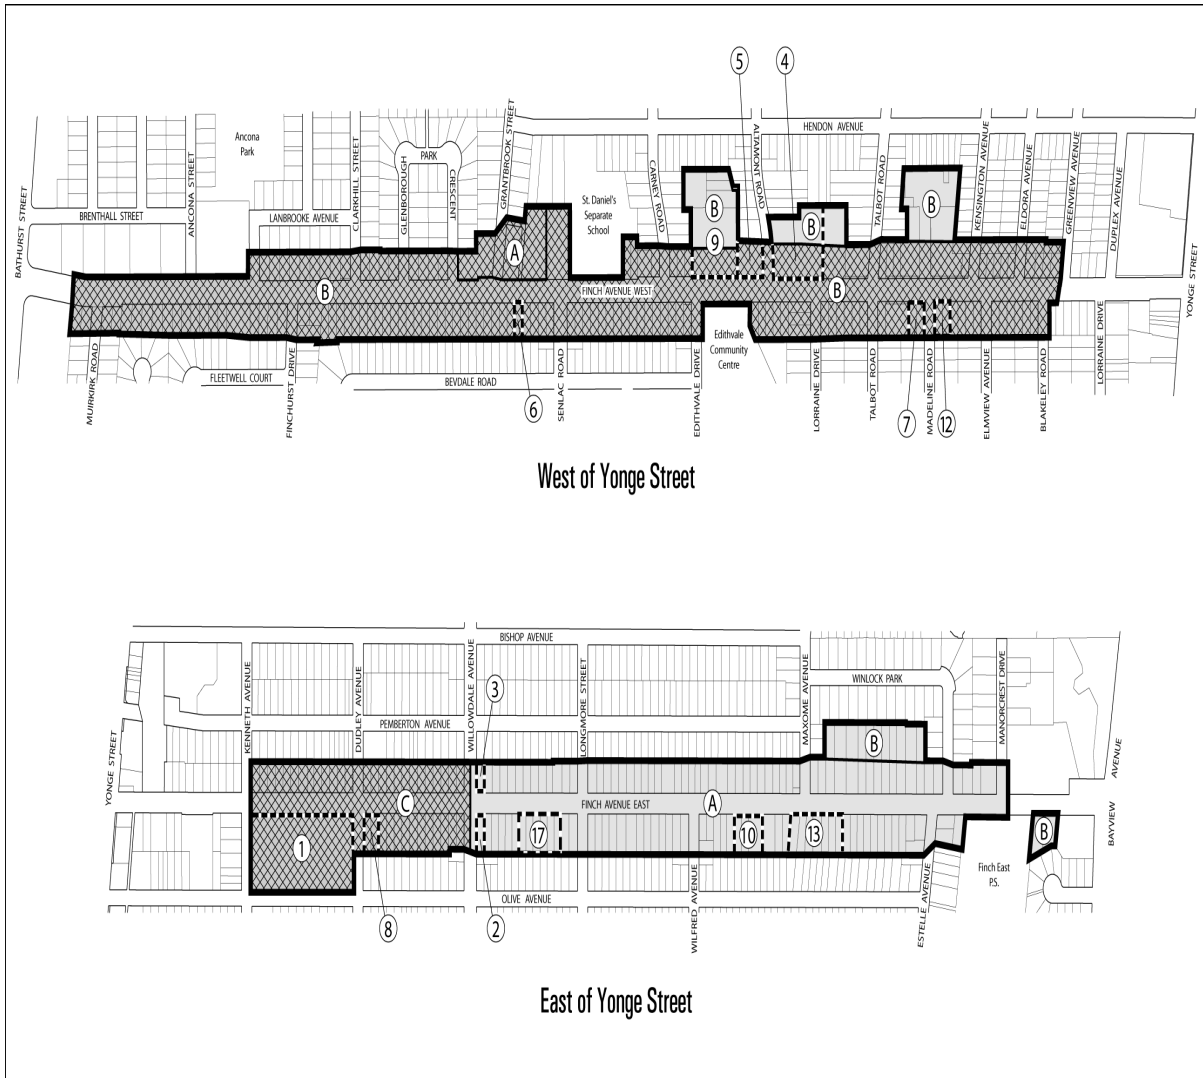 5
4
HENDON AVENUE
Ancona
Park
BATHURST STREET
ANCONA STREET
BRENTHALL STREET
LANBROOKE AVENUE
CLARKHILL STREET
GLENBOROUGH
PARK
CRESCENT
GRANTBROOK STREET
St. Daniel's
Separate
School
CARNEY ROAD
ALTAMONT ROAD
TALBOT ROAD
KENSINGTON AVENUE
ELDORA AVENUE
GREENVIEW AVENUE
DUPLEX AVENUE
YONGE STREET
B
B
B
A
9
B
FINCH AVENUE WEST
B
Edithvale
Community
Centre
MUIRKIRK ROAD
FLEETWELL COURT
FINCHURST DRIVE
BEVDALE ROAD
6
SENLAC ROAD
EDITHVALE DRIVE
LORRAINE DRIVE
TALBOT ROAD
7
MADELINE ROAD
12
ELMVIEW AVENUE
BLAKELEY ROAD
LORRAINE DRIVE
West of Yonge Street
BISHOP AVENUE
YONGE STREET
KENNETH AVENUE
DUDLEY AVENUE
PEMBERTON AVENUE
WILLOWDALE AVENUE
3
LONGMORE STREET
MAXOME AVENUE
WINLOCK PARK
MANORCREST DRIVE
BAYVIEW
AVENUE
B
C
FINCH AVENUE EAST
A
1
17
10
13
B
Finch East
P.S.
8
2
OLIVE AVENUE
WILFRED AVENUE
ESTELLE AVENUE
East of Yonge Street